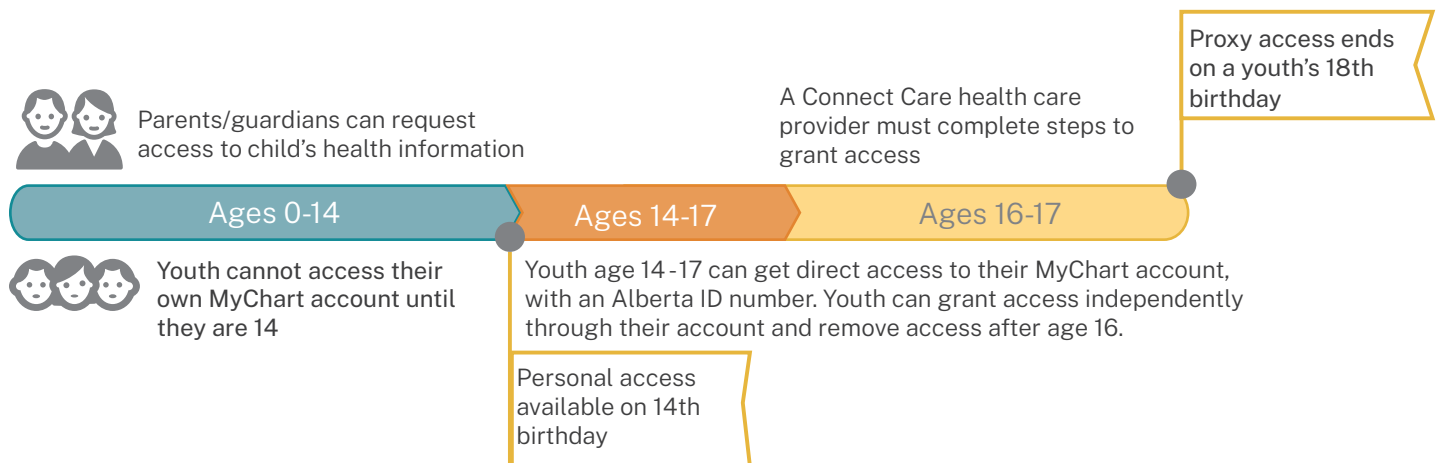 Proxy access ends
on a youth’s 18th
birthday
Parents/guardians can request
access to child’s health information
A Connect Care health care
provider must complete steps to
grant access
Ages 0-14
Ages 14-17
Ages 16-17
Youth cannot access their
own MyChart account until
they are 14
Youth age 14 - 17 can get direct access to their MyChart account,
with an Alberta ID number. Youth can grant access independently
through their account and remove access after age 16.
Personal access
available on 14th
birthday